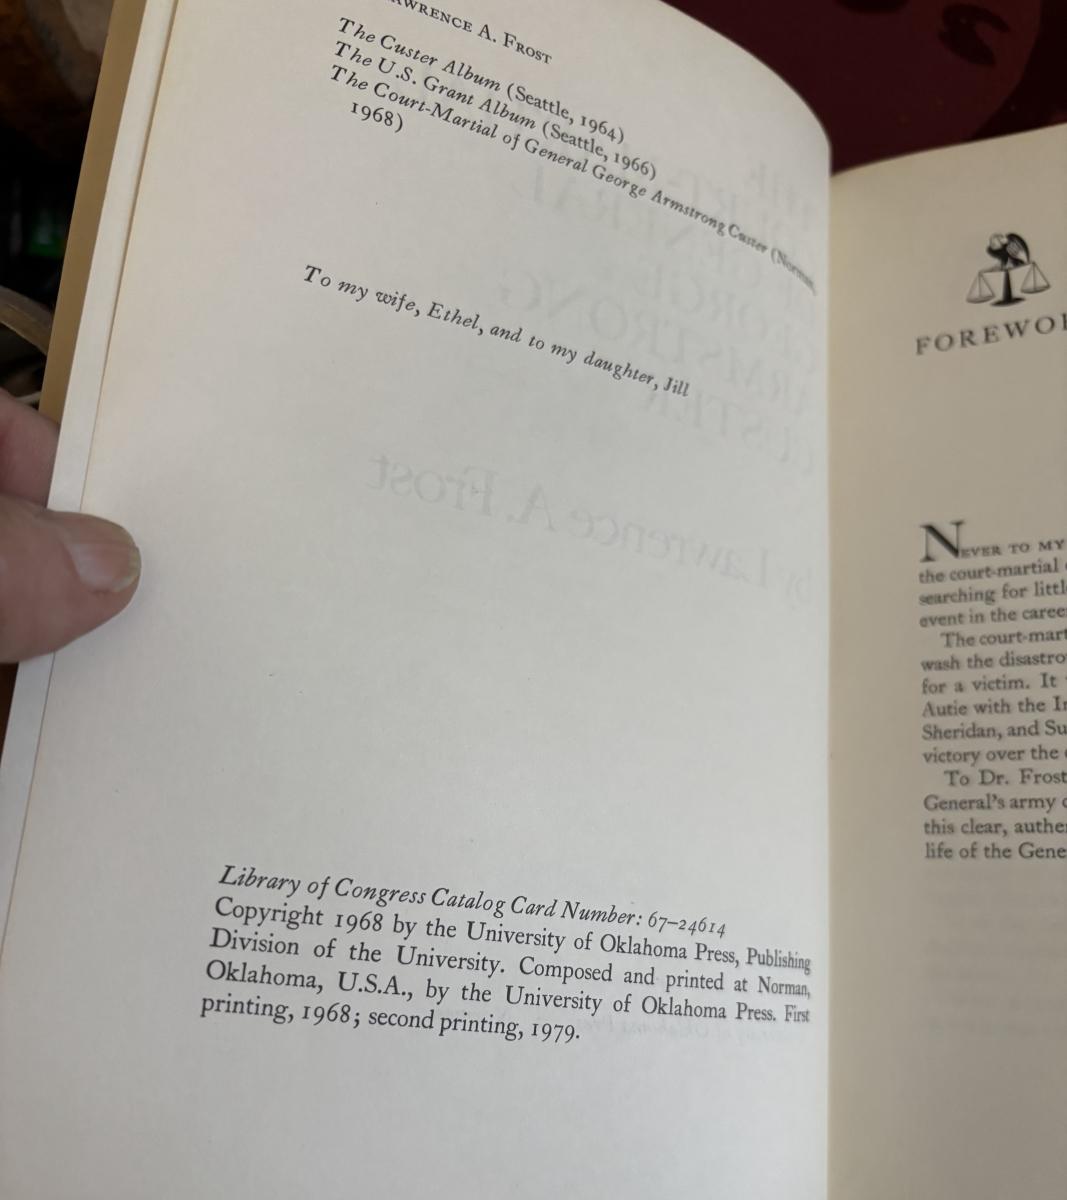 WRENCE A. FROST
The Custer Album (Seattle, 1964)
The U.S. Grant Album (Seattle, 1966)
The Court-Martial of General George Armstrong Custer (Norman,
1968)
To my wife, Ethel, and to my daughter, Jill
by Lawrence A. Frost
Library of Congress Catalog Card Number: 67–24614
Copyright 1968 by the University of Oklahoma Press, Publishing
Division of the University. Composed and printed at Norman,
Oklahoma, U.S.A., by the University of Oklahoma Press. First
printing, 1968; second printing, 1979.
FOREWO
NEVER TO MY
the court-martial
searching for littl
event in the caree
The court-mart
wash the disastro
for a victim. It
Autie with the I
Sheridan, and Su
victory over the
To Dr. Frost
General's army
this clear, authe
life of the Gene